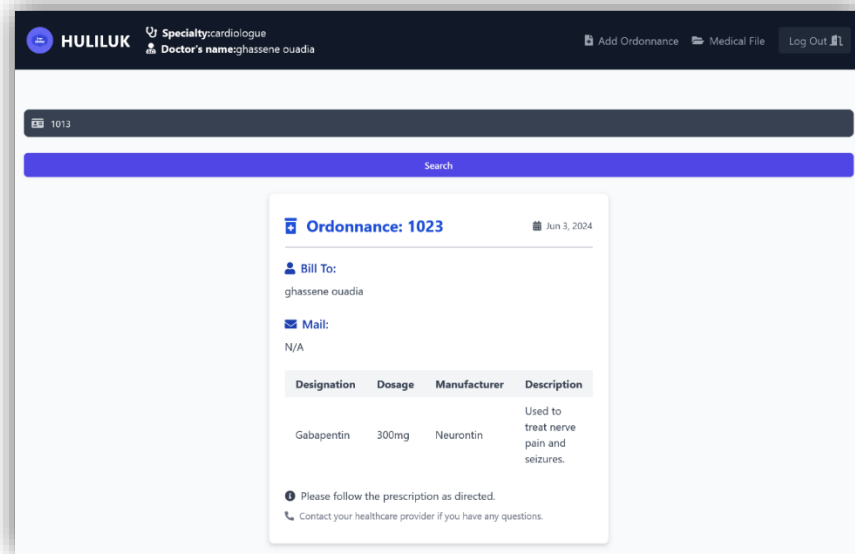 HULILUK
Specialty:cardiologue
Doctor's name:ghassene ouadia
Add Ordonnance
Medical File
Log Out
1013
Search
Ordonnance: 1023
Jun 3, 2024
Bill To:
ghassene ouadia
Mail:
N/A
Designation Dosage Manufacturer Description
Gabapentin 300mg Neurontin Used to
treat nerve
pain and
seizures.
Please follow the prescription as directed.
Contact your healthcare provider if you have any questions.